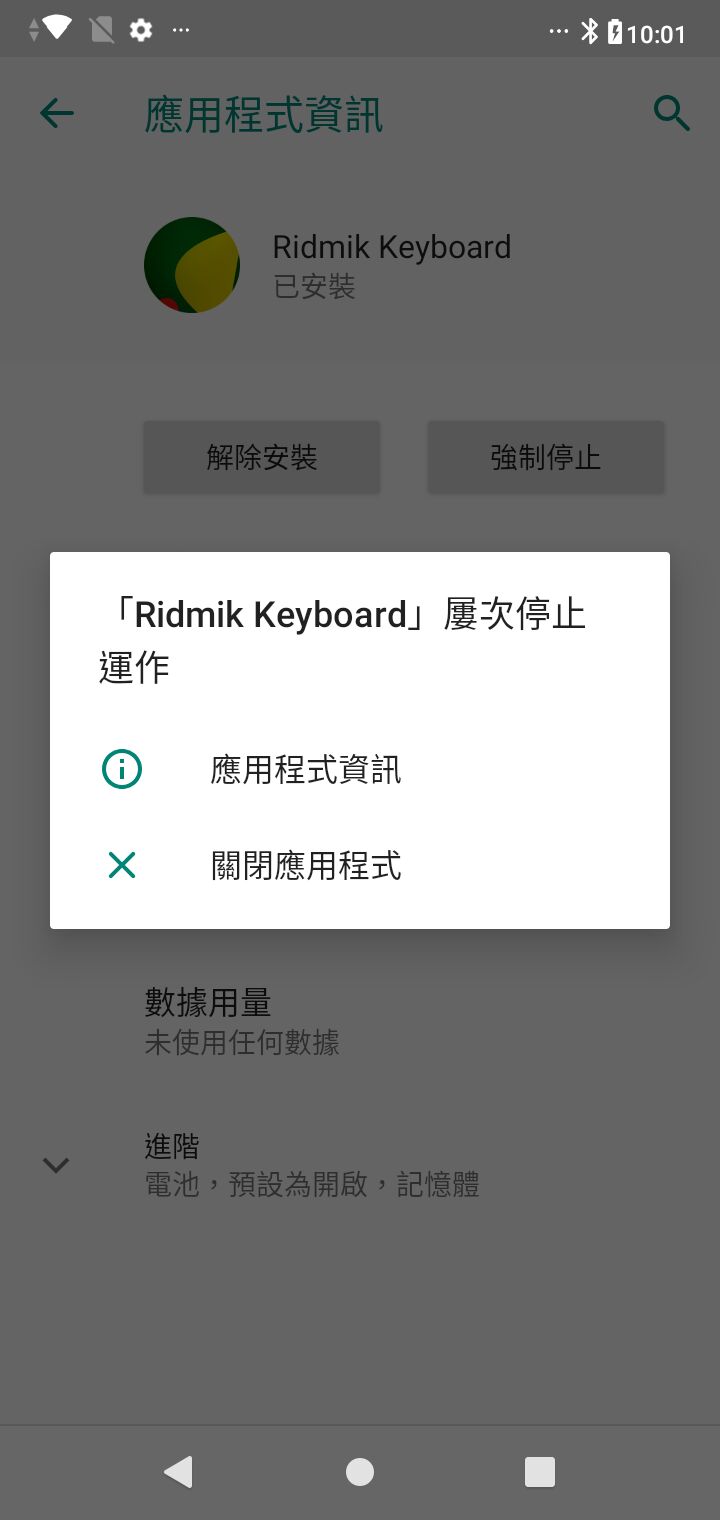 10:01
應用程式資訊
Ridmik Keyboard
已安裝
解除安裝
強制停止
「Ridmik Keyboard」屢次停止
運作
應用程式資訊
關閉應用程式
數據用量
未使用任何數據
進階
電池，預設為開啟，記憶體